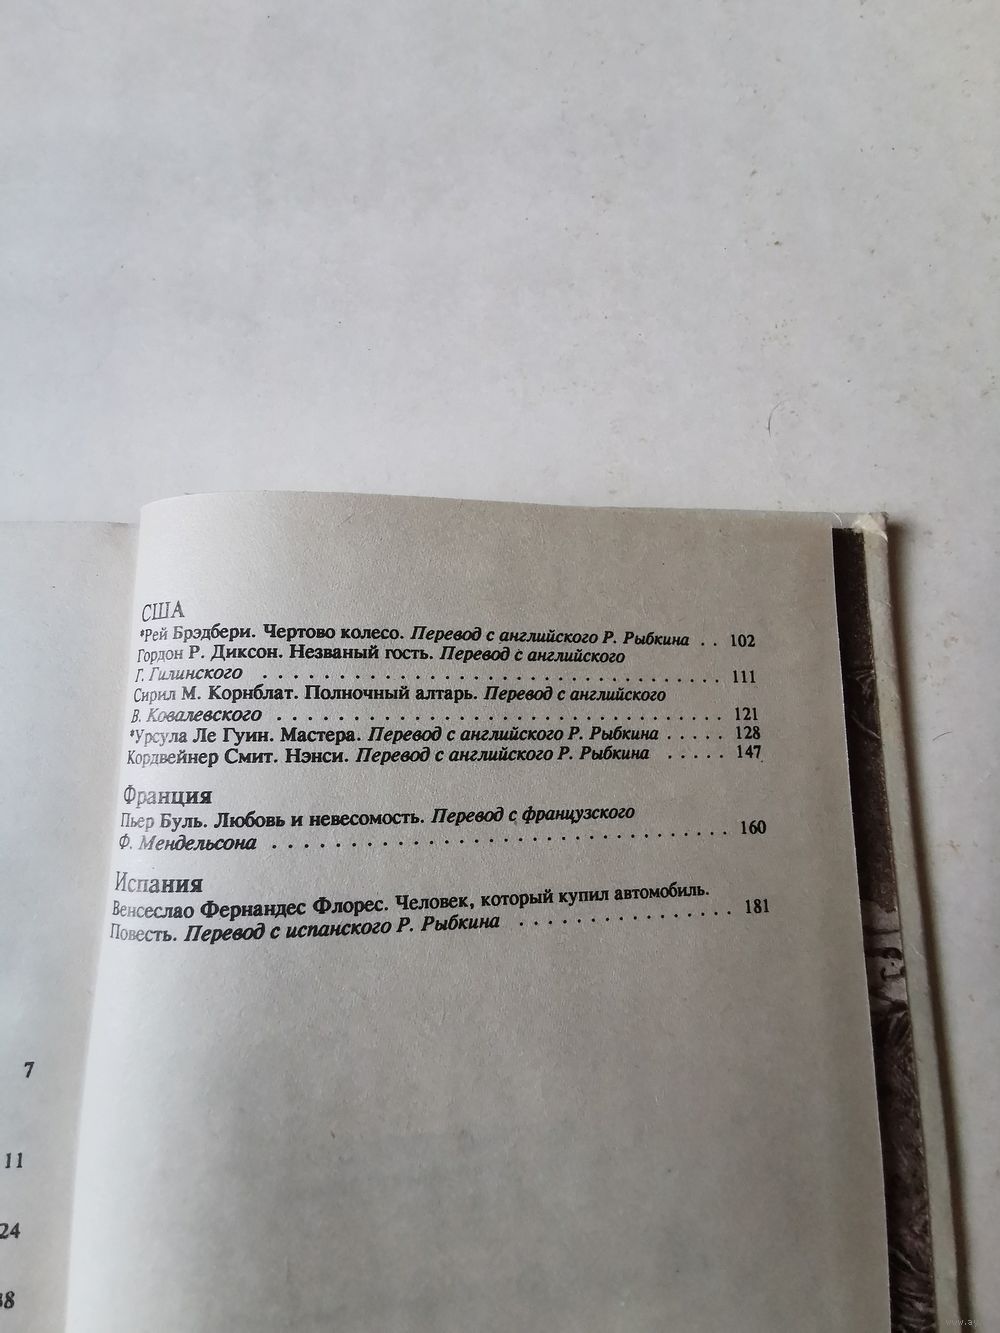 США
*Рей Брэдбери. Чертово колесо. Перевод с английского Р. Рыбкина . . 102
Гордон Р. Диксон. Незваный гость. Перевод с английского
Г. Гилинского . . . . . . . . . . . . . . . . . . . . . . . . . . . . . . . . . 111
Сирил М. Корнблат. Полночный алтарь. Перевод с английского
В. Ковалевского . . . . . . . . . . . . . . . . . . . . . . . . . . . . . . . . 121
*Урсула Ле Гуин. Мастера. Перевод с английского Р. Рыбкина . . . . . 128
Кордвейнер Смит. Нэнси. Перевод с английского Р. Рыбкина . . . . . 147
Франция
Пьер Буль. Любовь и невесомость. Перевод с французского
Ф. Мендельсона . . . . . . . . . . . . . . . . . . . . . . . . . . . . . . . . 160
Испания
Венсеслао Фернандес Флорес. Человек, который купил автомобиль.
Повесть. Перевод с испанского Р. Рыбкина . . . . . . . . . . . . . . . 181
7
11
24